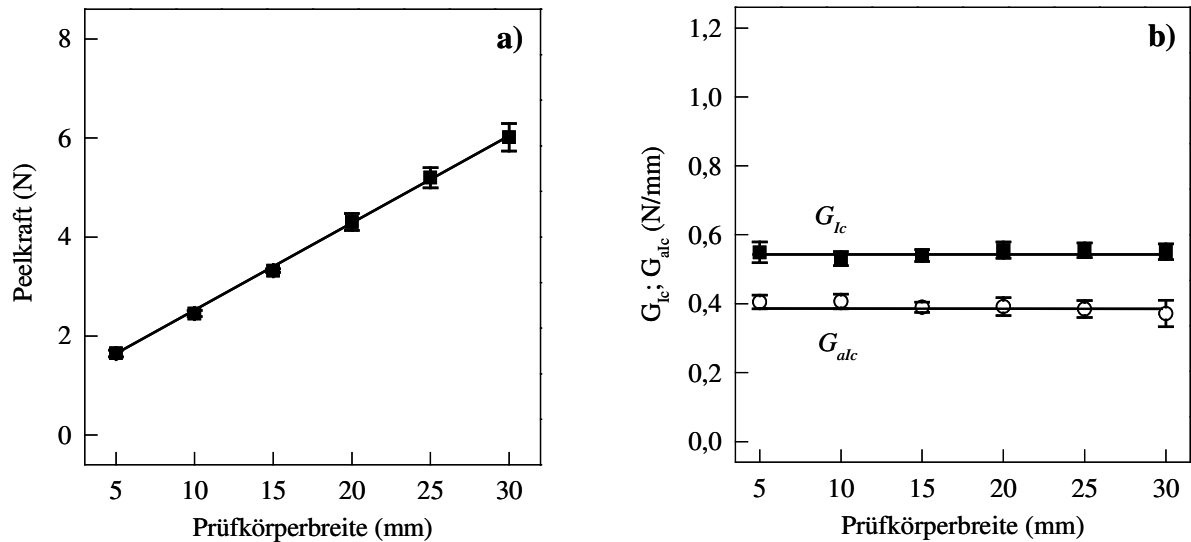 a)
8
6
4
2
0
Peelkraft (N)
5 10 15 20 25 30
Prüfkörperbreite (mm)
b)
1,2
1,0
0,8
0,6
0,4
0,2
0,0
G_Ic; G_aIc (N/mm)
G_Ic
G_aIc
5 10 15 20 25 30
Prüfkörperbreite (mm)